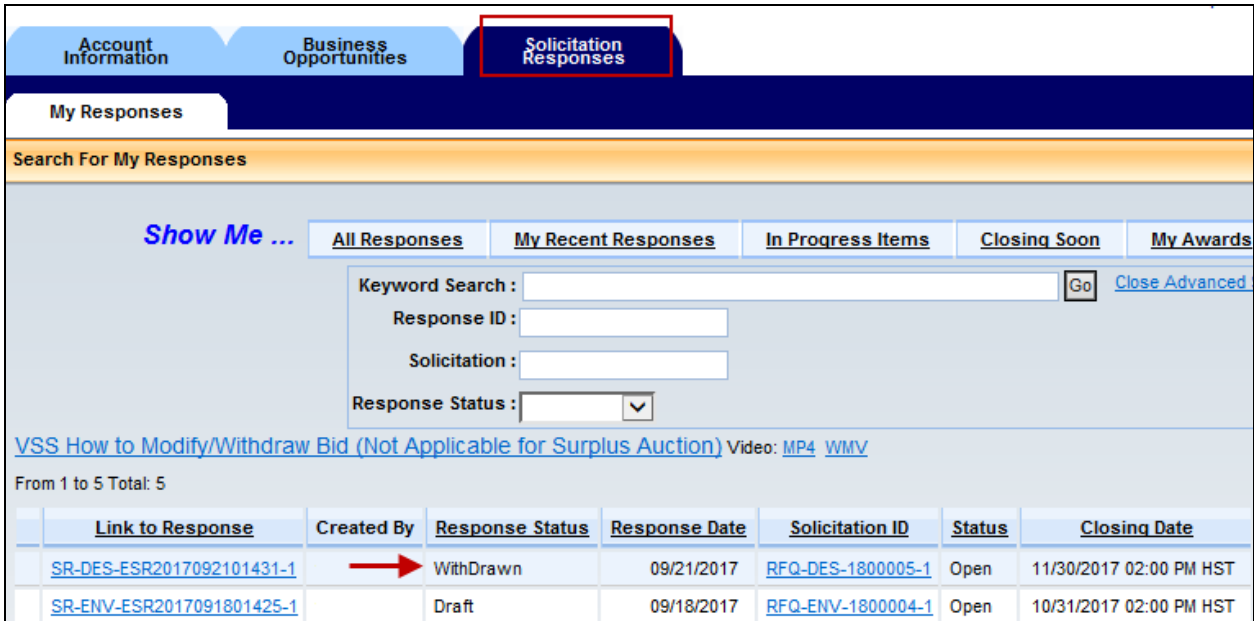 Account Information
Business Opportunities
Solicitation Responses
My Responses
Search For My Responses
Show Me ... All Responses My Recent Responses In Progress Items Closing Soon My Awards
Keyword Search : Go Close Advanced
Response ID :
Solicitation :
Response Status :
VSS How to Modify/Withdraw Bid (Not Applicable for Surplus Auction) Video: MP4 WMV
From 1 to 5 Total: 5
Link to Response Created By Response Status Response Date Solicitation ID Status Closing Date
SR-DES-ESR2017092101431-1 WithDrawn 09/21/2017 RFQ-DES-1800005-1 Open 11/30/2017 02:00 PM HST
SR-ENV-ESR2017091801425-1 Draft 09/18/2017 RFQ-ENV-1800004-1 Open 10/31/2017 02:00 PM HST